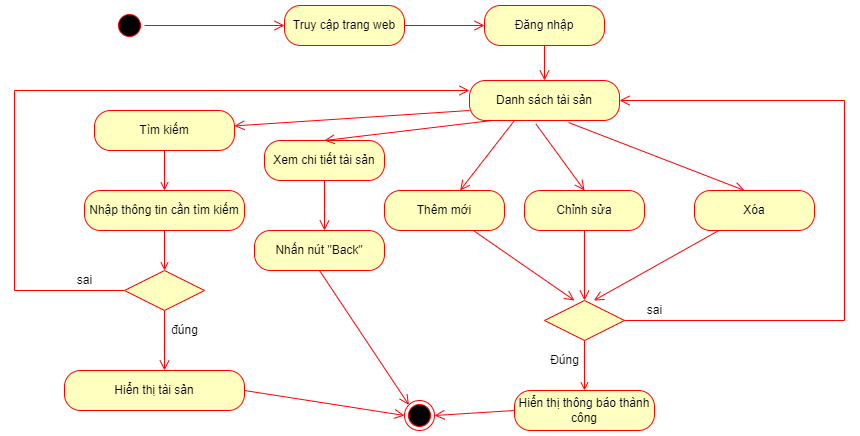 Truy cập trang web
Đăng nhập
Danh sách tài sản
Tìm kiếm
Xem chi tiết tài sản
Nhập thông tin cần tìm kiếm
Thêm mới
Chỉnh sửa
Xóa
Nhấn nút "Back"
sai
sai
đúng
Đúng
Hiển thị tài sản
Hiển thị thông báo thành
công